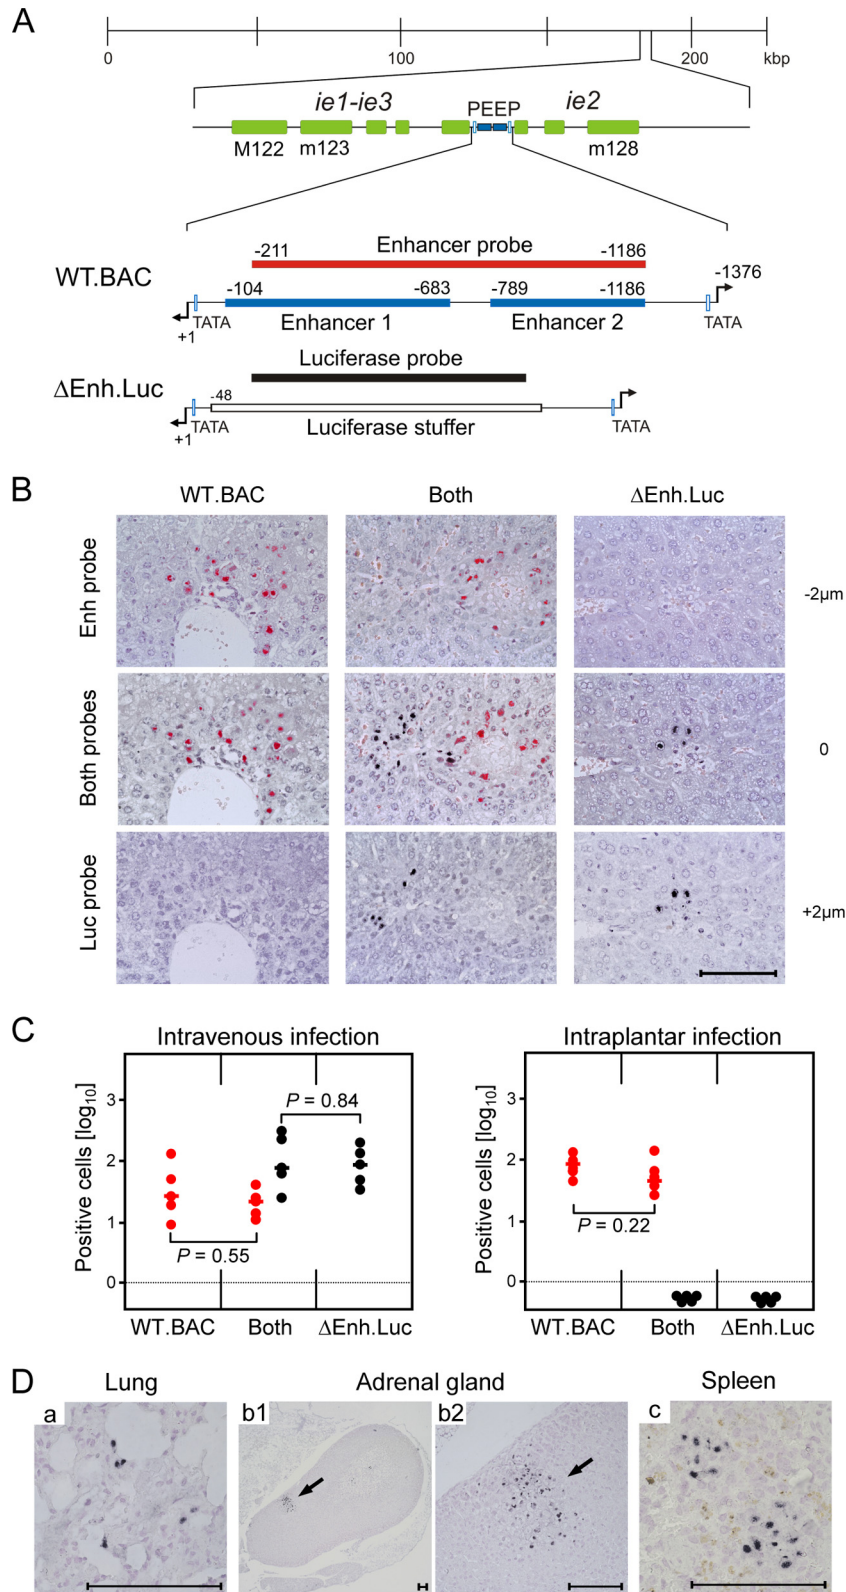 A
0 100 200 kbp
ie1-ie3 PEEP ie2
M122 m123 m128
-211 Enhancer probe -1186
WT.BAC
-104 -683 -789 -1186 -1376
+1 TATA Enhancer 1 Enhancer 2 TATA
Luciferase probe
ΔEnh.Luc
-48
+1 TATA Luciferase stuffer TATA
B
WT.BAC Both ΔEnh.Luc
Enh probe -2µm
Both probes 0
Luc probe +2µm
C
Intravenous infection
Positive cells [log10]
3
2
1
0
P = 0.84
P = 0.55
WT.BAC Both ΔEnh.Luc
Intraplantar infection
Positive cells [log10]
3
2
1
0
P = 0.22
WT.BAC Both ΔEnh.Luc
D
Lung Adrenal gland Spleen
a b1 b2 c